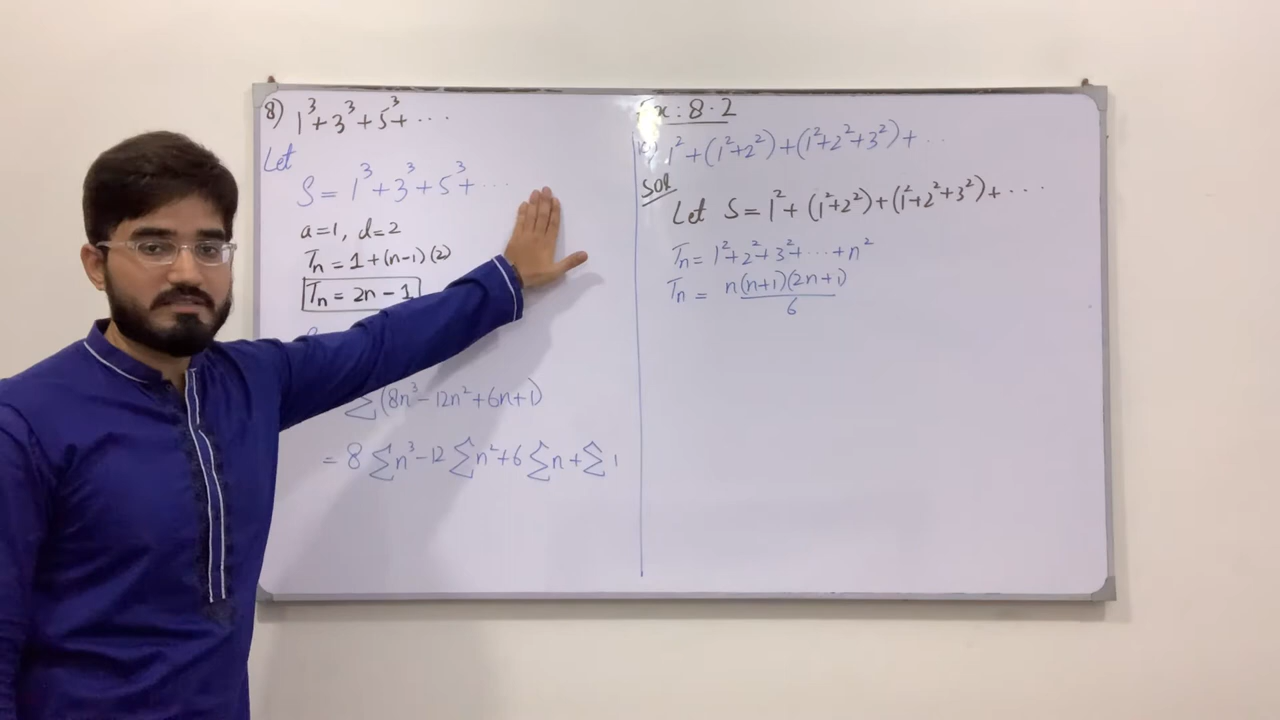 8) 1³+3³+5³+ ...
Let
S = 1³+3³+5³+ ...
a=1, d=2
Tn = 1+(n-1)(2)
Tn = 2n-1
∑(8n³-12n²+6n+1)
= 8∑n³-12∑n²+6∑n+∑1
Ex: 8.2
1²+(1²+2²)+(1²+2²+3²)+ ...
Sol
Let S = 1²+(1²+2²)+(1²+2²+3²)+ ...
Tn = 1²+2²+3²+ ... +n²
Tn = n(n+1)(2n+1)
6